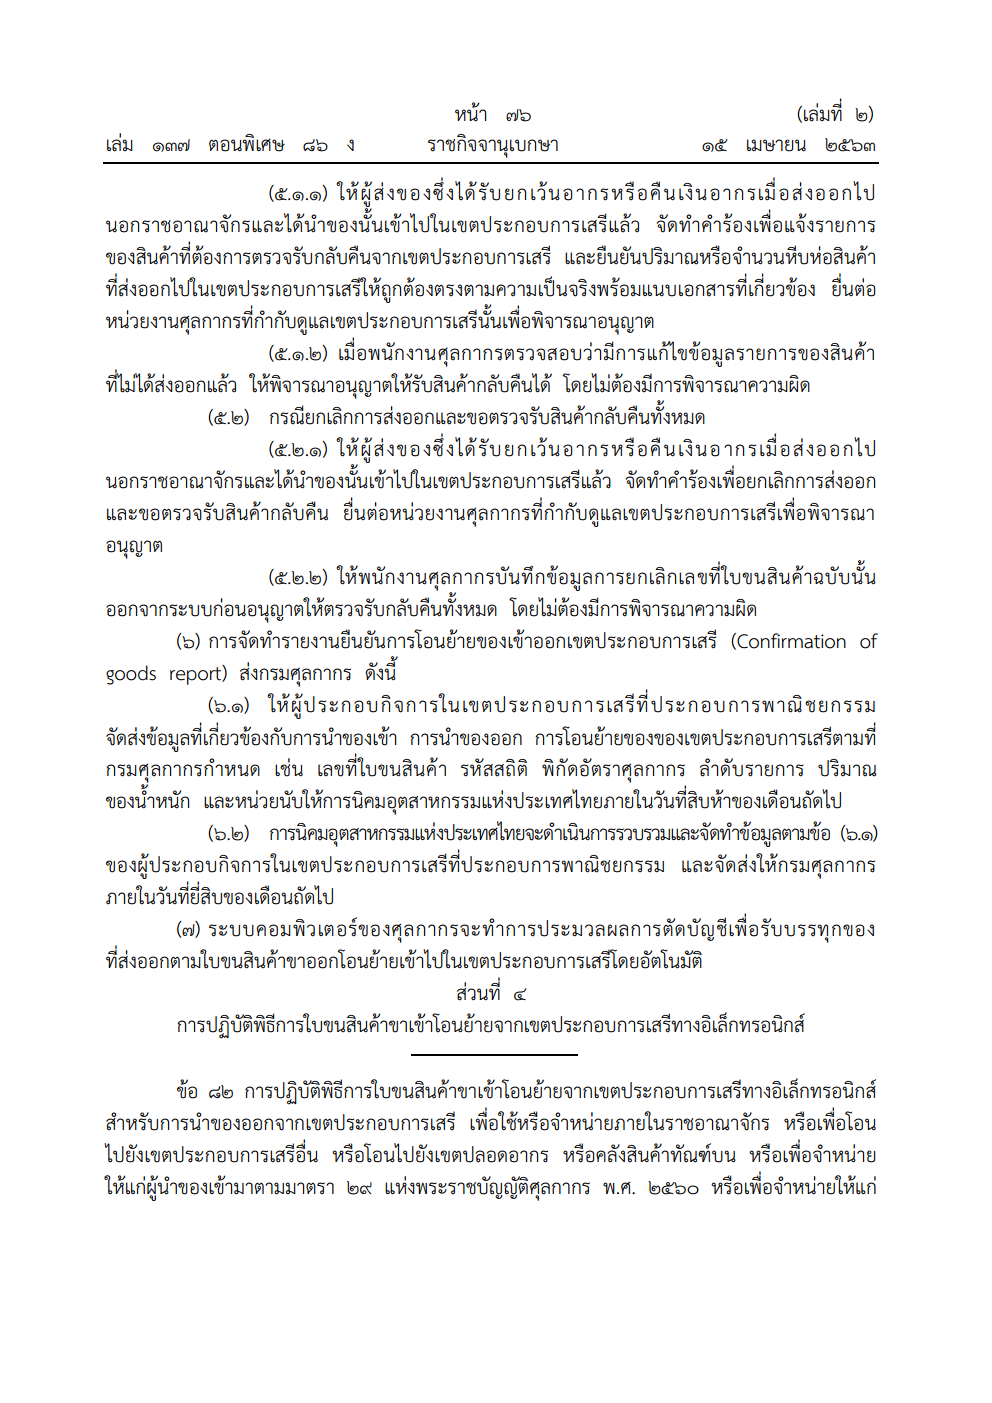 หน้า ๗๖ (เล่มที่ ๒)
เล่ม ๑๓๗ ตอนพิเศษ ๘๖ ง ราชกิจจานุเบกษา ๑๕ เมษายน ๒๕๖๓
(๕.๑.๑) ให้ผู้ส่งของซึ่งได้รับยกเว้นอากรหรือคืนเงินอากรเมื่อส่งออกไป
นอกราชอาณาจักรและได้นำของนั้นเข้าไปในเขตประกอบการเสรีแล้ว จัดทำคำร้องเพื่อแจ้งรายการ
ของสินค้าที่ต้องการตรวจรับกลับคืนจากเขตประกอบการเสรี และยืนยันปริมาณหรือจำนวนหีบห่อสินค้า
ที่ส่งออกไปในเขตประกอบการเสรีให้ถูกต้องตรงตามความเป็นจริงพร้อมแนบเอกสารที่เกี่ยวข้อง ยื่นต่อ
หน่วยงานศุลกากรที่กำกับดูแลเขตประกอบการเสรีนั้นเพื่อพิจารณาอนุญาต
(๕.๑.๒) เมื่อพนักงานศุลกากรตรวจสอบว่ามีการแก้ไขข้อมูลรายการของสินค้า
ที่ไม่ได้ส่งออกแล้ว ให้พิจารณาอนุญาตให้รับสินค้ากลับคืนได้ โดยไม่ต้องมีการพิจารณาความผิด
(๕.๒) กรณียกเลิกการส่งออกและขอตรวจรับสินค้ากลับคืนทั้งหมด
(๕.๒.๑) ให้ผู้ส่งของซึ่งได้รับยกเว้นอากรหรือคืนเงินอากรเมื่อส่งออกไป
นอกราชอาณาจักรและได้นำของนั้นเข้าไปในเขตประกอบการเสรีแล้ว จัดทำคำร้องเพื่อยกเลิกการส่งออก
และขอตรวจรับสินค้ากลับคืน ยื่นต่อหน่วยงานศุลกากรที่กำกับดูแลเขตประกอบการเสรีเพื่อพิจารณา
อนุญาต
(๕.๒.๒) ให้พนักงานศุลกากรบันทึกข้อมูลการยกเลิกเลขที่ใบขนสินค้าฉบับนั้น
ออกจากระบบก่อนอนุญาตให้ตรวจรับกลับคืนทั้งหมด โดยไม่ต้องมีการพิจารณาความผิด
(๖) การจัดทำรายงานยืนยันการโอนย้ายของเข้าออกเขตประกอบการเสรี (Confirmation of
goods report) ส่งกรมศุลกากร ดังนี้
(๖.๑) ให้ผู้ประกอบกิจการในเขตประกอบการเสรีที่ประกอบการพาณิชยกรรม
จัดส่งข้อมูลที่เกี่ยวข้องกับการนำของเข้า การนำของออก การโอนย้ายของของเขตประกอบการเสรีตามที่
กรมศุลกากรกำหนด เช่น เลขที่ใบขนสินค้า รหัสสถิติ พิกัดอัตราศุลกากร ลำดับรายการ ปริมาณ
ของน้ำหนัก และหน่วยนับให้การนิคมอุตสาหกรรมแห่งประเทศไทยภายในวันที่สิบห้าของเดือนถัดไป
(๖.๒) การนิคมอุตสาหกรรมแห่งประเทศไทยจะดำเนินการรวบรวมและจัดทำข้อมูลตามข้อ (๖.๑)
ของผู้ประกอบกิจการในเขตประกอบการเสรีที่ประกอบการพาณิชยกรรม และจัดส่งให้กรมศุลกากร
ภายในวันที่ยี่สิบของเดือนถัดไป
(๗) ระบบคอมพิวเตอร์ของศุลกากรจะทำการประมวลผลการตัดบัญชีเพื่อรับบรรทุกของ
ที่ส่งออกตามใบขนสินค้าขาออกโอนย้ายเข้าไปในเขตประกอบการเสรีโดยอัตโนมัติ
ส่วนที่ ๔
การปฏิบัติพิธีการใบขนสินค้าขาเข้าโอนย้ายจากเขตประกอบการเสรีทางอิเล็กทรอนิกส์
ข้อ ๘๒ การปฏิบัติพิธีการใบขนสินค้าขาเข้าโอนย้ายจากเขตประกอบการเสรีทางอิเล็กทรอนิกส์
สำหรับการนำของออกจากเขตประกอบการเสรี เพื่อใช้หรือจำหน่ายภายในราชอาณาจักร หรือเพื่อโอน
ไปยังเขตประกอบการเสรีอื่น หรือโอนไปยังเขตปลอดอากร หรือคลังสินค้าทัณฑ์บน หรือเพื่อจำหน่าย
ให้แก่ผู้นำของเข้ามาตามมาตรา ๒๙ แห่งพระราชบัญญัติศุลกากร พ.ศ. ๒๕๖๐ หรือเพื่อจำหน่ายให้แก่